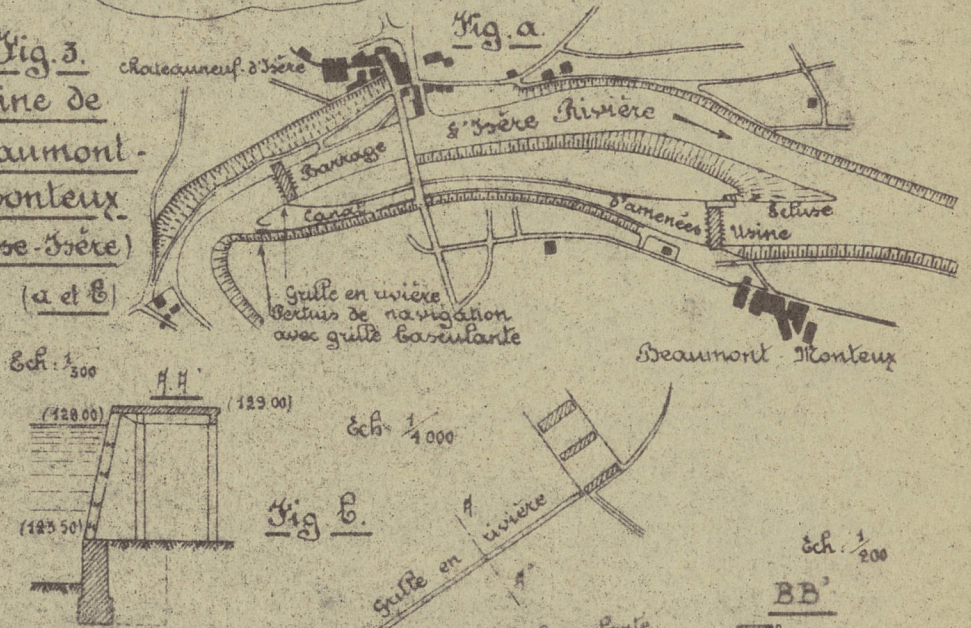 Fig. 3.
ine de
aumont-
onteux
se-Isère)
(a et b)
Fig. a.
Chateauneuf-d'Isère
L'Isère Rivière
Barrage
Canal d'amenées
Ecluse
Usine
Grille en rivière
Pertuis de navigation
avec grille basculante
Beaumont Monteux
Ech: 1/300
AA'
(128.00)
(129.00)
(123.50)
Ech. 1/4000
Fig b.
Grille en rivière
A
A'
Ech: 1/200
BB'